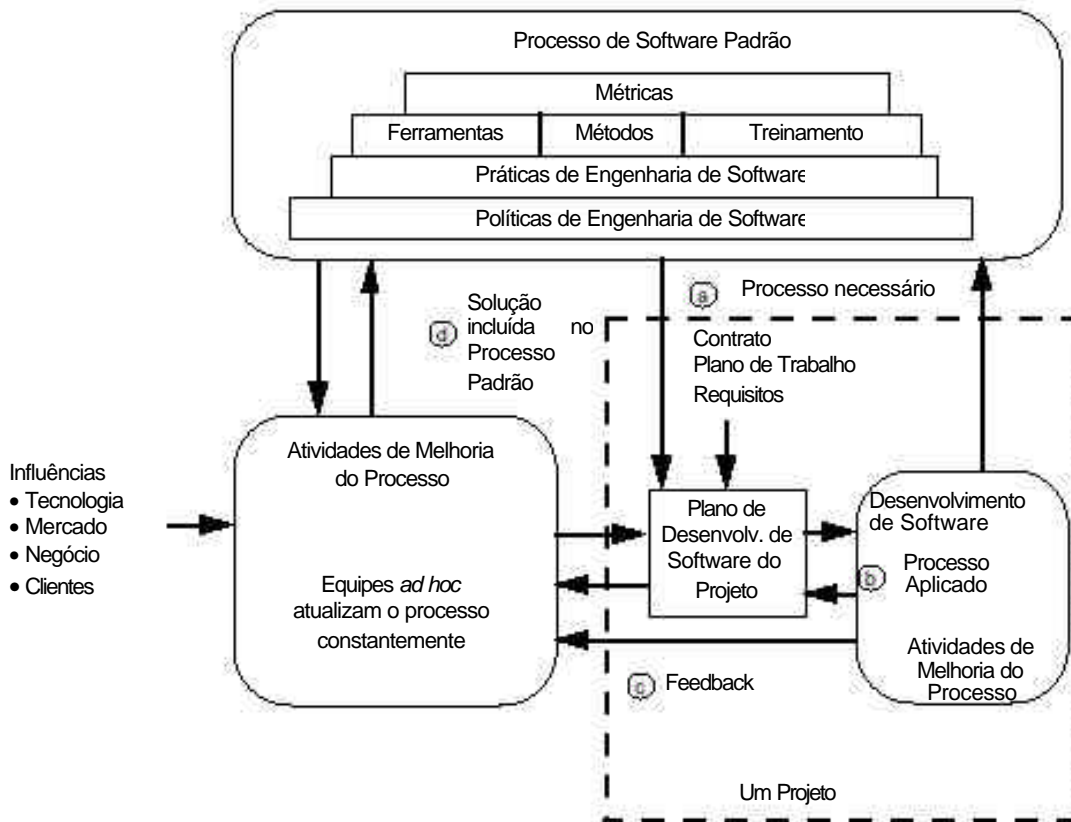 Processo de Software Padrão
Métricas
Ferramentas
Métodos
Treinamento
Práticas de Engenharia de Software
Políticas de Engenharia de Software
a
Processo necessário
d
Solução
incluída no
Processo
Padrão
Contrato
Plano de Trabalho
Requisitos
Influências
• Tecnologia
• Mercado
• Negócio
• Clientes
Atividades de Melhoria
do Processo
Equipes ad hoc
atualizam o processo
constantemente
Plano de
Desenvolv. de
Software do
Projeto
Desenvolvimento
de Software
b
Processo
Aplicado
Atividades de
Melhoria do
Processo
c
Feedback
Um Projeto